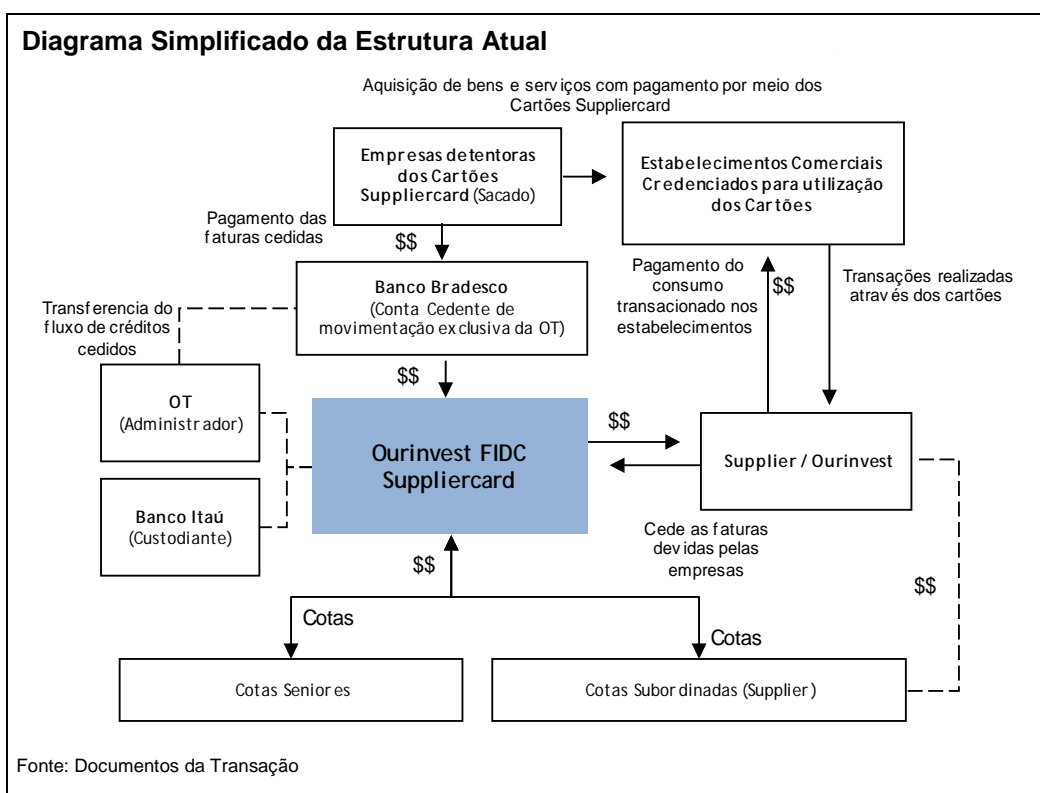 Diagrama Simplificado da Estrutura Atual
Aquisição de bens e serviços com pagamento por meio dos
Cartões Suppliercard
Empresas detentoras
dos Cartões
Suppliercard (Sacado)
Estabelecimentos Comerciais
Credenciados para utilização
dos Cartões
Pagamento das
faturas cedidas
$$
Banco Bradesco
(Conta Cedente de
movimentação exclusiva da OT)
Pagamento do
consumo
transacionado nos
estabelecimentos
$$
Transações realizadas
através dos cartões
Transferencia do
fluxo de créditos
cedidos
$$
OT
(Administrador)
Ourinvest FIDC
Suppliercard
$$
Supplier / Ourinvest
Banco Itaú
(Custodiante)
Cede as faturas
devidas pelas
empresas
$$
$$
Cotas
Cotas
Cotas Seniores
Cotas Subordinadas (Supplier)
Fonte: Documentos da Transação